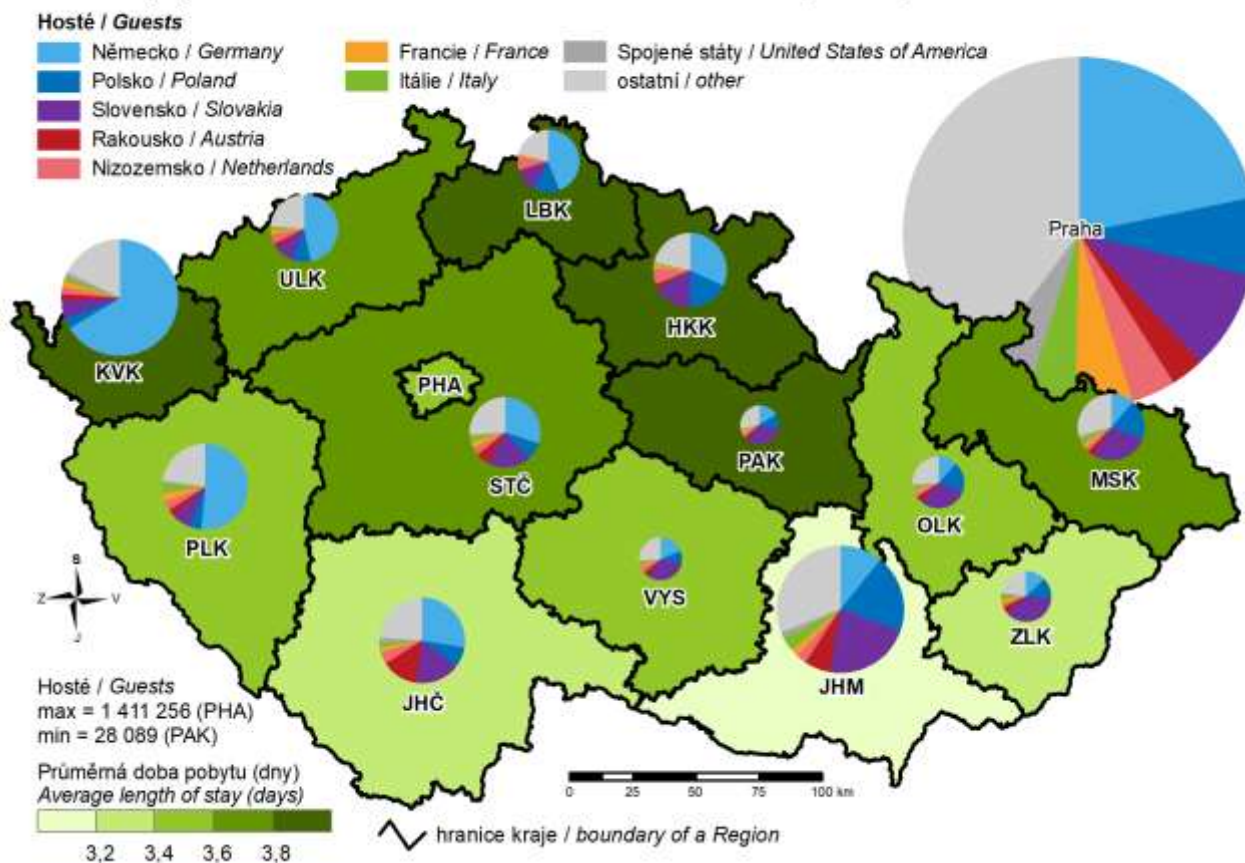 Hosté / Guests
Německo / Germany
Polsko / Poland
Slovensko / Slovakia
Rakousko / Austria
Nizozemsko / Netherlands
Francie / France
Itálie / Italy
Spojené státy / United States of America
ostatní / other
Praha
LBK
ULK
HKK
KVK
PHA
STČ
PAK
MSK
OLK
PLK
VYS
ZLK
JHČ
JHM
S
Z V
J
Hosté / Guests
max = 1 411 256 (PHA)
min = 28 089 (PAK)
Průměrná doba pobytu (dny)
Average length of stay (days)
3,2 3,4 3,6 3,8
hranice kraje / boundary of a Region
0 25 50 75 100 km